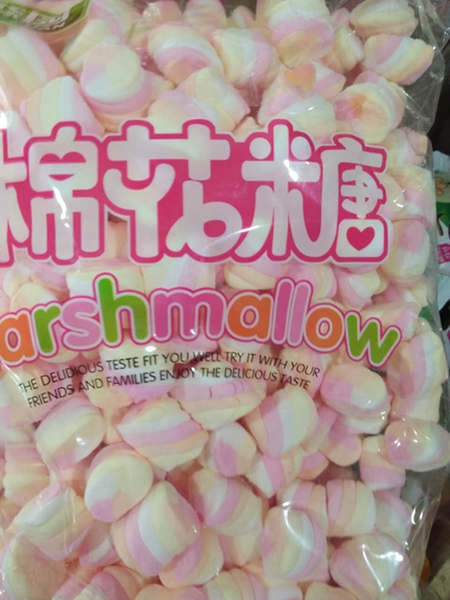 棉花糖
arshmallow
THE DELIDIOUS TESTE FIT YOU WELL TRY IT WITH YOUR
FRIENDS AND FAMILIES ENJOY THE DELICIOUS TASTE